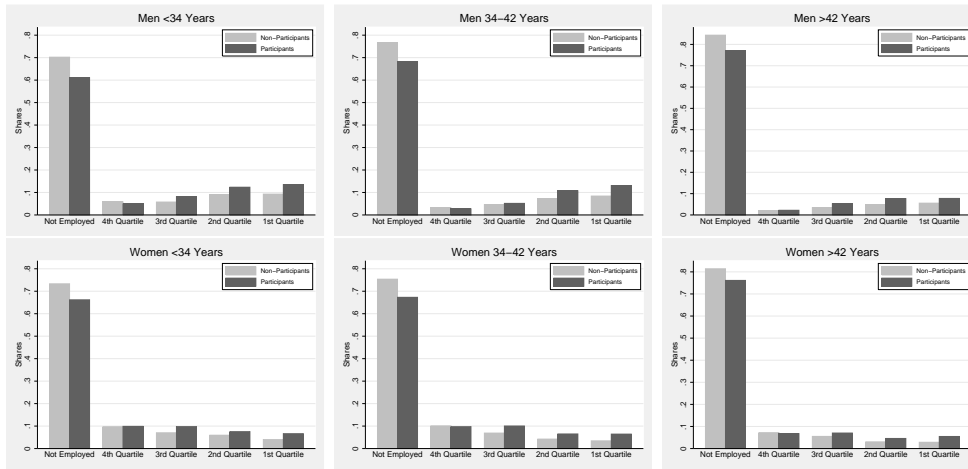 Men <34 Years
Non−Participants
Participants
Shares
0 .1 .2 .3 .4 .5 .6 .7 .8
Not Employed 4th Quartile 3rd Quartile 2nd Quartile 1st Quartile
Men 34−42 Years
Non−Participants
Participants
Shares
0 .1 .2 .3 .4 .5 .6 .7 .8
Not Employed 4th Quartile 3rd Quartile 2nd Quartile 1st Quartile
Men >42 Years
Non−Participants
Participants
Shares
0 .1 .2 .3 .4 .5 .6 .7 .8
Not Employed 4th Quartile 3rd Quartile 2nd Quartile 1st Quartile
Women <34 Years
Non−Participants
Participants
Shares
0 .1 .2 .3 .4 .5 .6 .7 .8
Not Employed 4th Quartile 3rd Quartile 2nd Quartile 1st Quartile
Women 34−42 Years
Non−Participants
Participants
Shares
0 .1 .2 .3 .4 .5 .6 .7 .8
Not Employed 4th Quartile 3rd Quartile 2nd Quartile 1st Quartile
Women >42 Years
Non−Participants
Participants
Shares
0 .1 .2 .3 .4 .5 .6 .7 .8
Not Employed 4th Quartile 3rd Quartile 2nd Quartile 1st Quartile